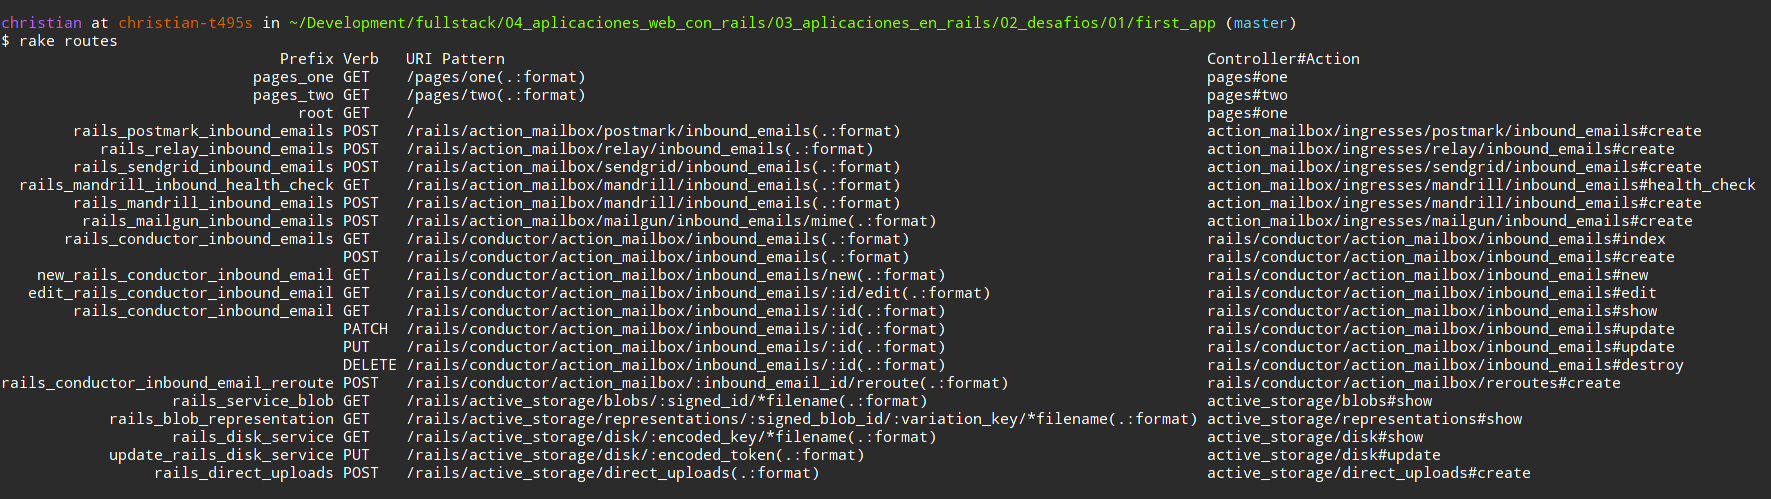 christian at christian-t495s in ~/Development/fullstack/04_aplicaciones_web_con_rails/03_aplicaciones_en_rails/02_desafios/01/first_app (master)
$ rake routes
Prefix Verb URI Pattern Controller#Action
pages_one GET /pages/one(.:format) pages#one
pages_two GET /pages/two(.:format) pages#two
root GET / pages#one
rails_postmark_inbound_emails POST /rails/action_mailbox/postmark/inbound_emails(.:format) action_mailbox/ingresses/postmark/inbound_emails#create
rails_relay_inbound_emails POST /rails/action_mailbox/relay/inbound_emails(.:format) action_mailbox/ingresses/relay/inbound_emails#create
rails_sendgrid_inbound_emails POST /rails/action_mailbox/sendgrid/inbound_emails(.:format) action_mailbox/ingresses/sendgrid/inbound_emails#create
rails_mandrill_inbound_health_check GET /rails/action_mailbox/mandrill/inbound_emails(.:format) action_mailbox/ingresses/mandrill/inbound_emails#health_check
rails_mandrill_inbound_emails POST /rails/action_mailbox/mandrill/inbound_emails(.:format) action_mailbox/ingresses/mandrill/inbound_emails#create
rails_mailgun_inbound_emails POST /rails/action_mailbox/mailgun/inbound_emails/mime(.:format) action_mailbox/ingresses/mailgun/inbound_emails#create
rails_conductor_inbound_emails GET /rails/conductor/action_mailbox/inbound_emails(.:format) rails/conductor/action_mailbox/inbound_emails#index
POST /rails/conductor/action_mailbox/inbound_emails(.:format) rails/conductor/action_mailbox/inbound_emails#create
new_rails_conductor_inbound_email GET /rails/conductor/action_mailbox/inbound_emails/new(.:format) rails/conductor/action_mailbox/inbound_emails#new
edit_rails_conductor_inbound_email GET /rails/conductor/action_mailbox/inbound_emails/:id/edit(.:format) rails/conductor/action_mailbox/inbound_emails#edit
rails_conductor_inbound_email GET /rails/conductor/action_mailbox/inbound_emails/:id(.:format) rails/conductor/action_mailbox/inbound_emails#show
PATCH /rails/conductor/action_mailbox/inbound_emails/:id(.:format) rails/conductor/action_mailbox/inbound_emails#update
PUT /rails/conductor/action_mailbox/inbound_emails/:id(.:format) rails/conductor/action_mailbox/inbound_emails#update
DELETE /rails/conductor/action_mailbox/inbound_emails/:id(.:format) rails/conductor/action_mailbox/inbound_emails#destroy
rails_conductor_inbound_email_reroute POST /rails/conductor/action_mailbox/:inbound_email_id/reroute(.:format) rails/conductor/action_mailbox/reroutes#create
rails_service_blob GET /rails/active_storage/blobs/:signed_id/*filename(.:format) active_storage/blobs#show
rails_blob_representation GET /rails/active_storage/representations/:signed_blob_id/:variation_key/*filename(.:format) active_storage/representations#show
rails_disk_service GET /rails/active_storage/disk/:encoded_key/*filename(.:format) active_storage/disk#show
update_rails_disk_service PUT /rails/active_storage/disk/:encoded_token(.:format) active_storage/disk#update
rails_direct_uploads POST /rails/active_storage/direct_uploads(.:format) active_storage/direct_uploads#create